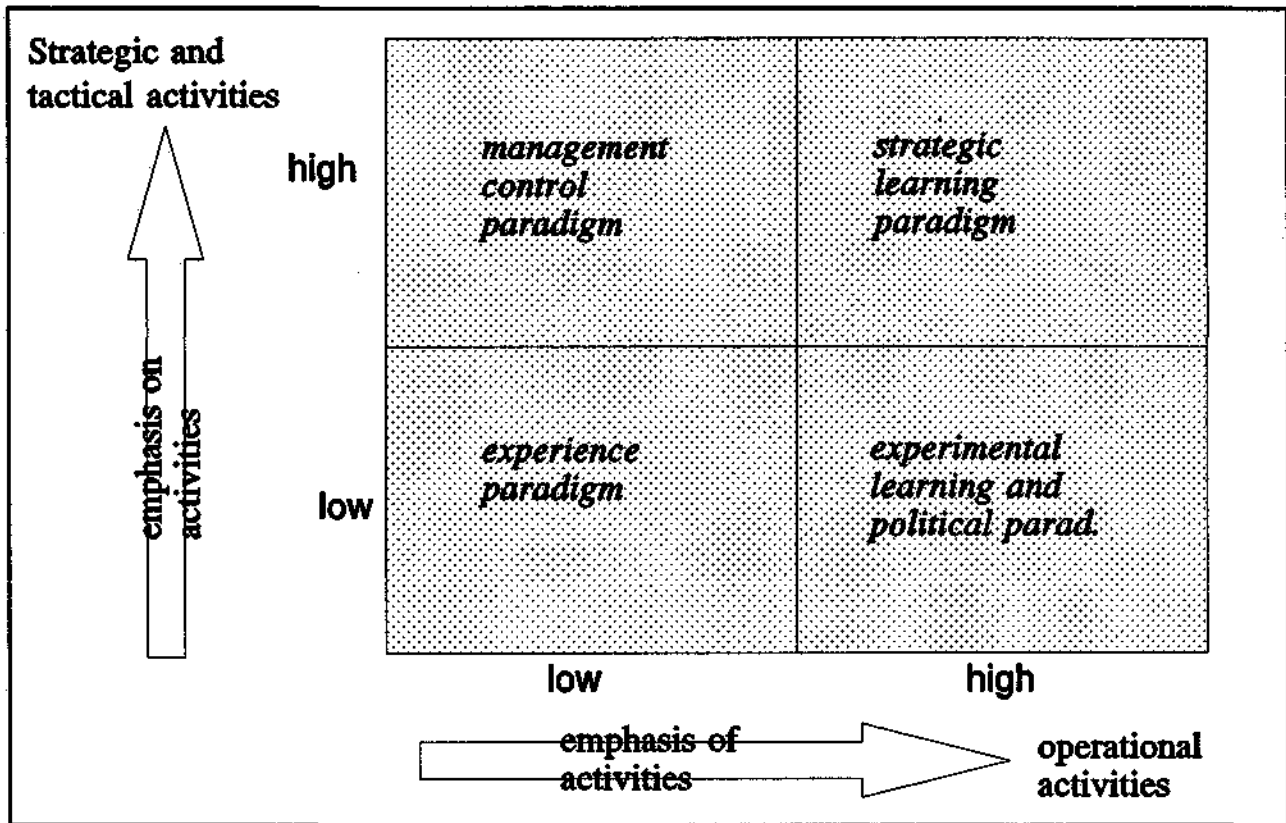 Strategic and
tactical activities
high
management
control
paradigm
strategic
learning
paradigm
emphasis on
activities
low
experience
paradigm
experimental
learning and
political parad.
low
high
emphasis of
activities
operational
activities